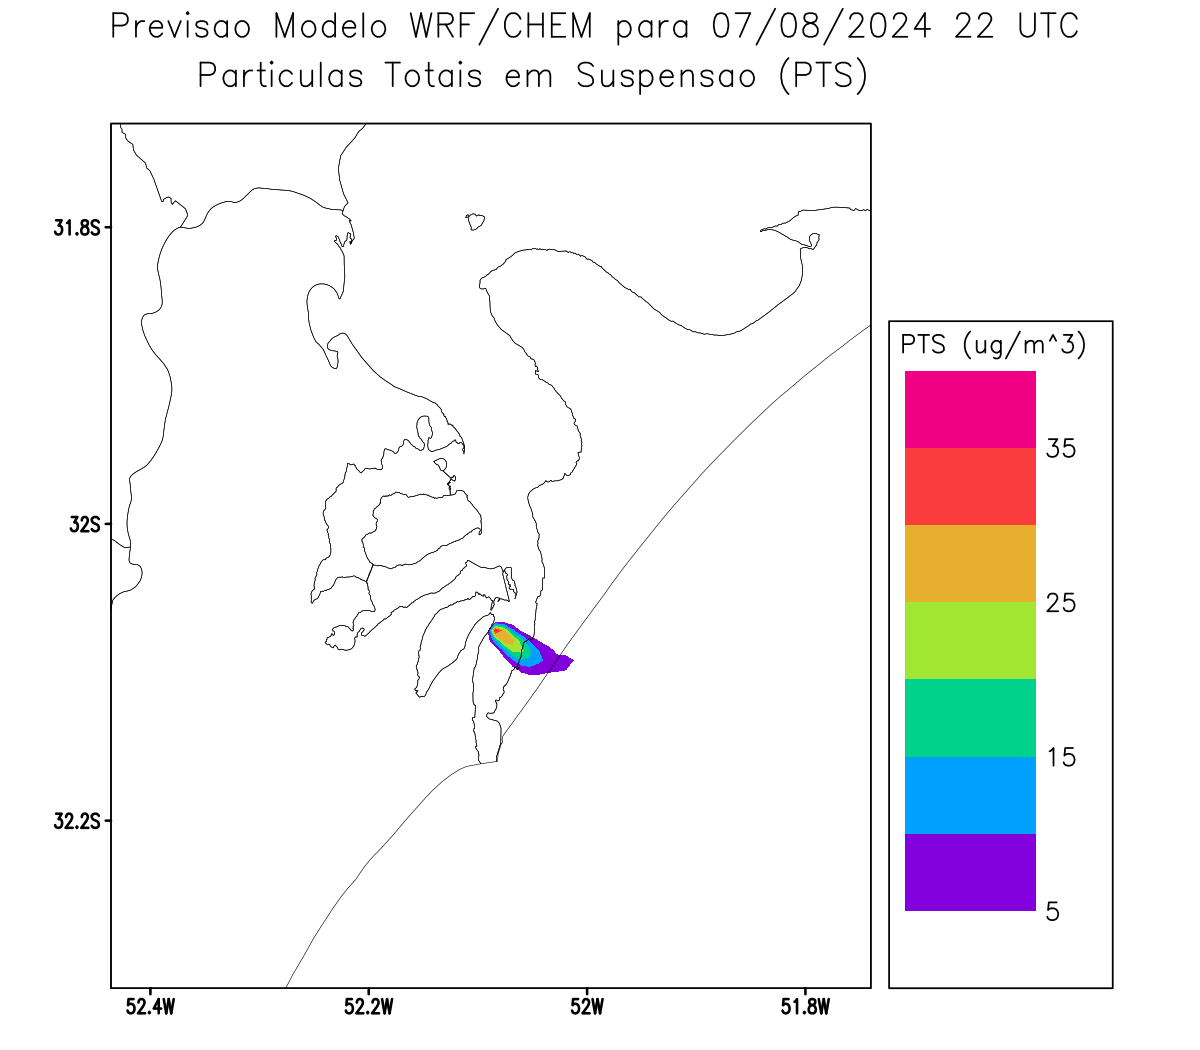 Previsao Modelo WRF/CHEM para 07/08/2024 22 UTC
Particulas Totais em Suspensao (PTS)
31.8S
32S
32.2S
52.4W
52.2W
52W
51.8W
PTS (ug/m^3)
35
25
15
5